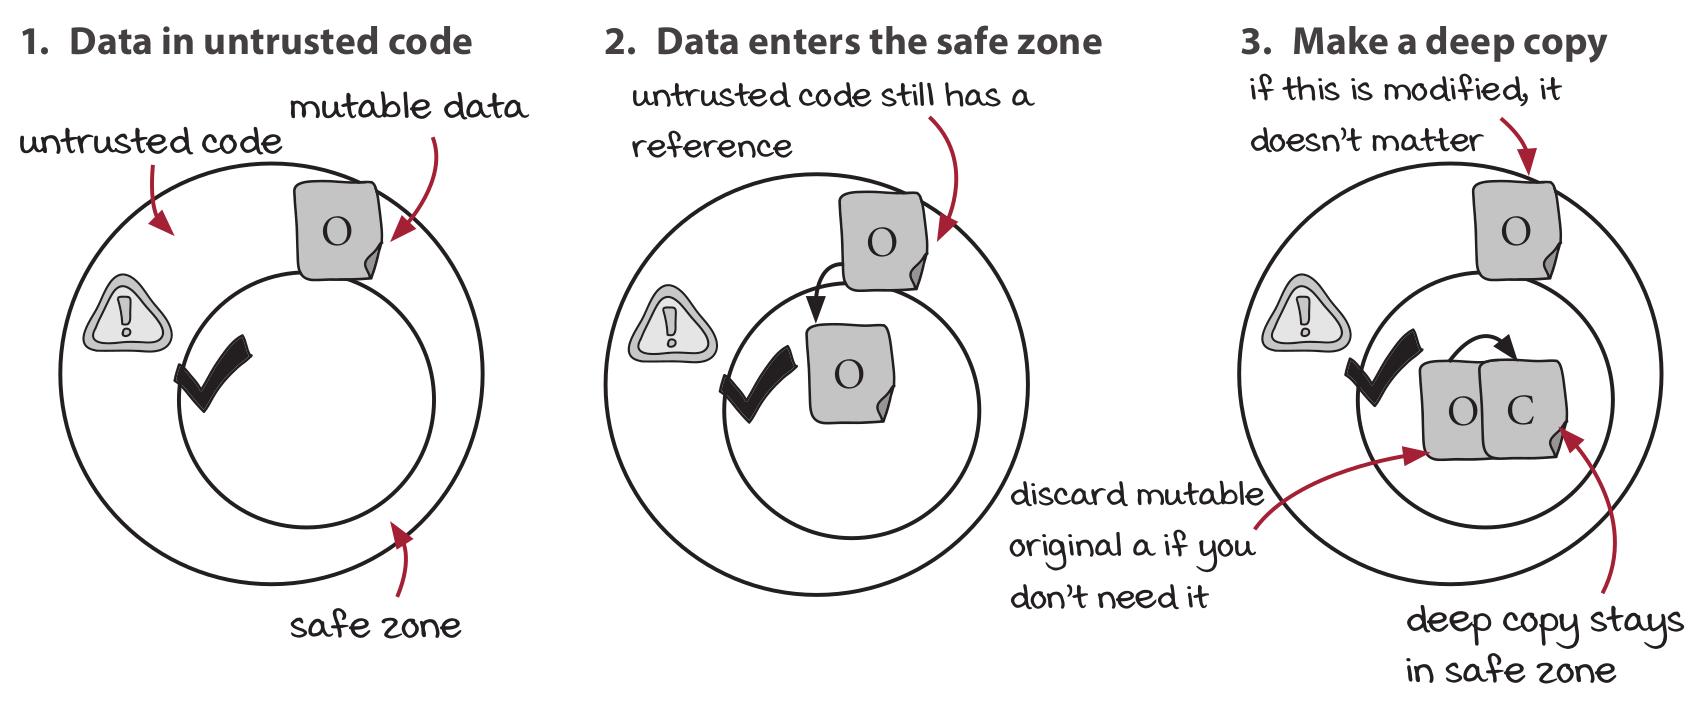 1. Data in untrusted code
mutable data
untrusted code
O
safe zone
2. Data enters the safe zone
untrusted code still has a
reference
O
O
3. Make a deep copy
if this is modified, it
doesn't matter
O
O C
discard mutable
original a if you
don't need it
deep copy stays
in safe zone